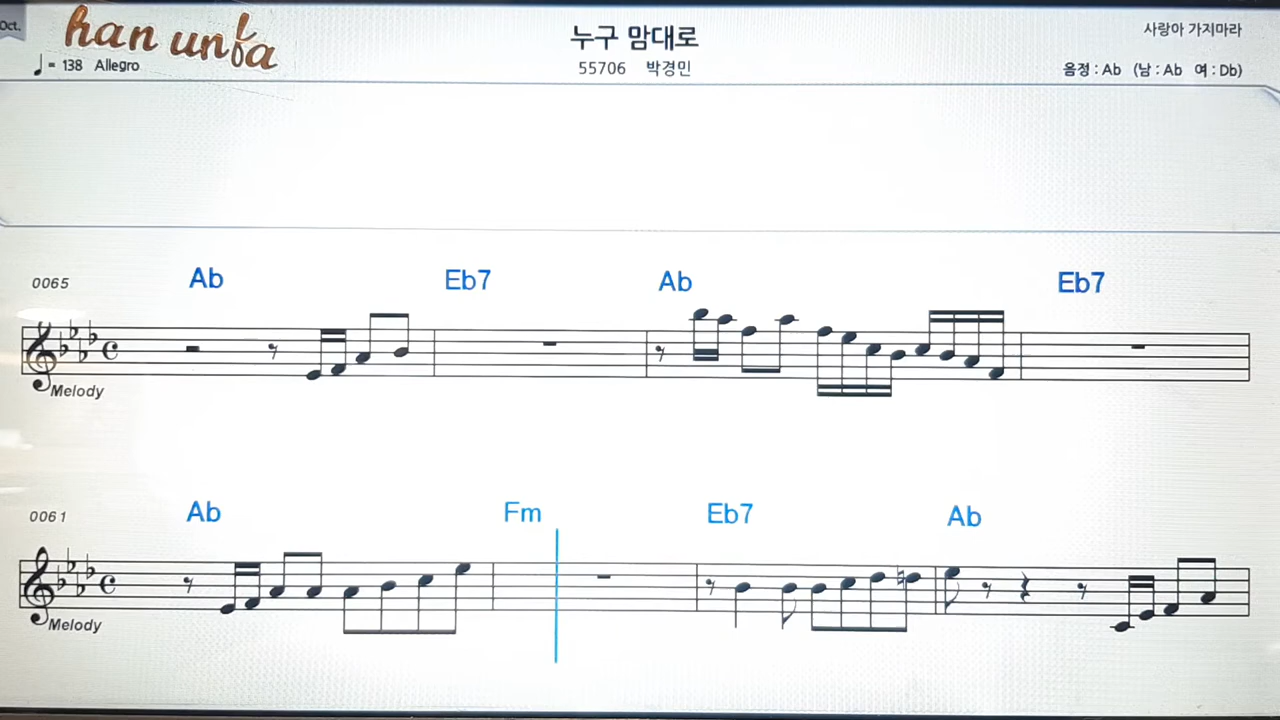 Oct.
han unfa
누구 맘대로
사랑아 가지마라
♩= 138 Allegro
55706 박경민
음정 : Ab (남 : Ab 여 : Db)
0065
Ab Eb7 Ab Eb7
Melody
0061
Ab Fm Eb7 Ab
Melody